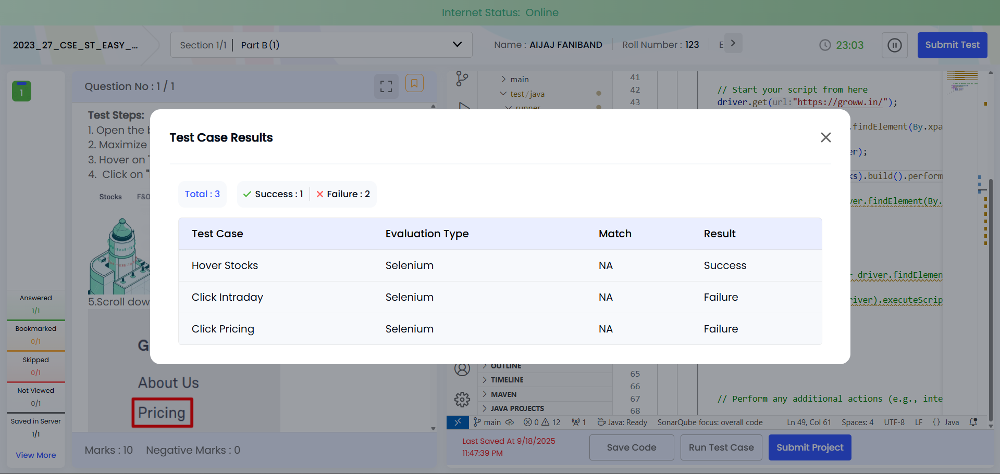 Internet Status: Online
2023_27_CSE_ST_EASY_...
Section 1/1 | Part B (1)
Name : AIJAJ FANIBAND
Roll Number : 123
E
23:03
Submit Test
1
Question No : 1 / 1
Test Steps:
1. Open the b
2. Maximize
3. Hover on "
4. Click on "
Stocks F&O
5.Scroll dow
G
About Us
Pricing
Marks : 10 Negative Marks : 0
Answered
1/1
Bookmarked
0/1
Skipped
0/1
Not Viewed
0/1
Saved in Server
1/1
View More
Test Case Results
Total : 3
Success : 1
Failure : 2
Test Case Evaluation Type Match Result
Hover Stocks Selenium NA Success
Click Intraday Selenium NA Failure
Click Pricing Selenium NA Failure
main
test/java
runner
41
42
43
// Start your script from here
driver.get(url:"https://groww.in/");
.findElement(By.xpa
er);
ks).build().perform
ver.findElement(By.
= driver.findElemen
river).executeScrip
65
66
67
68
// Perform any additional actions (e.g., inte
OUTLINE
TIMELINE
MAVEN
JAVA PROJECTS
main 0 12 1 Java: Ready SonarQube focus: overall code Ln 49, Col 61 Spaces: 4 UTF-8 LF {} Java
Last Saved At 9/18/2025
11:47:39 PM
Save Code
Run Test Case
Submit Project